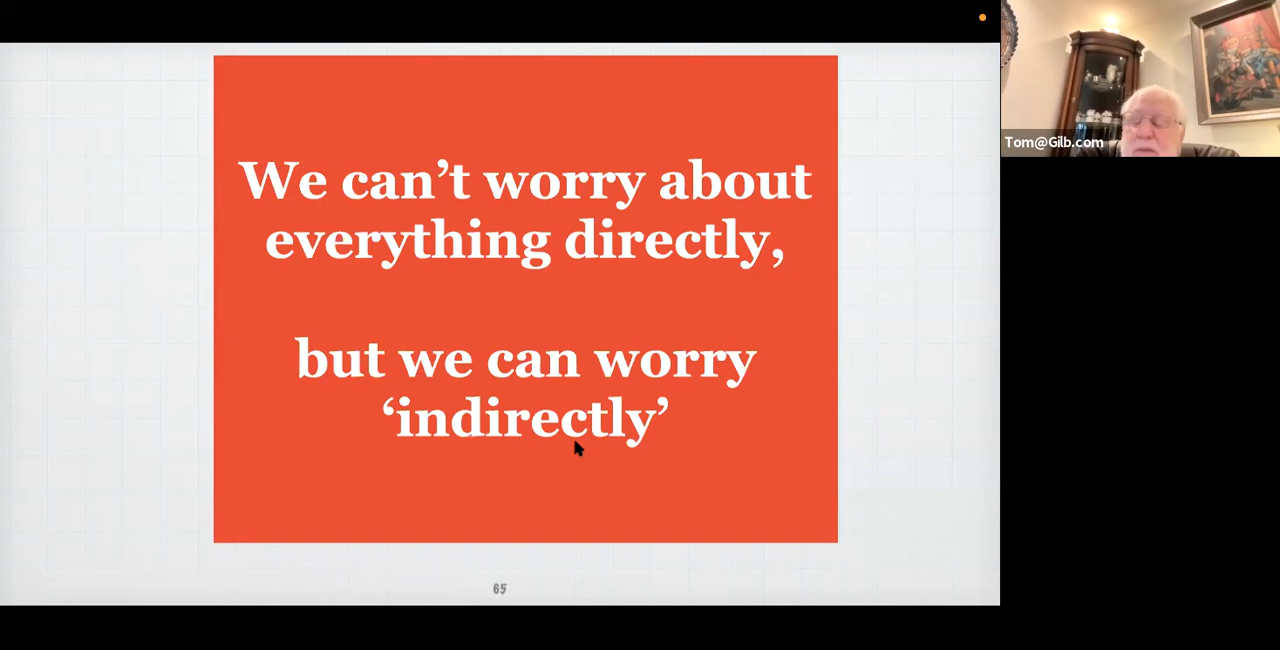 We can’t worry about
everything directly,
but we can worry
‘indirectly’
65
Tom@Gilb.com